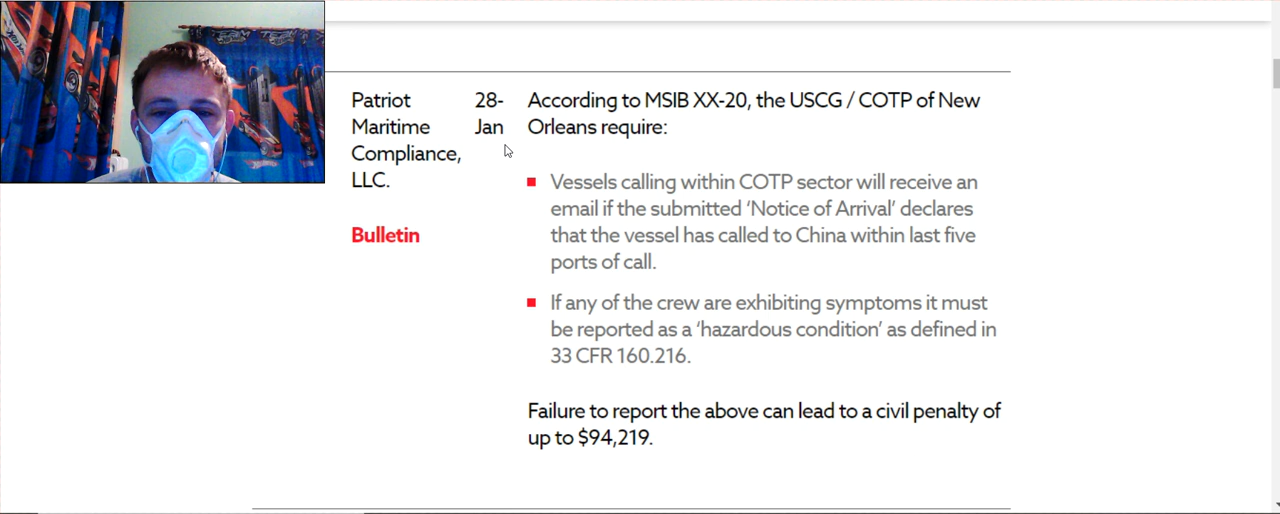 Patriot
Maritime
Compliance,
LLC.
28-
Jan
Bulletin
According to MSIB XX-20, the USCG / COTP of New
Orleans require:
Vessels calling within COTP sector will receive an
email if the submitted ‘Notice of Arrival’ declares
that the vessel has called to China within last five
ports of call.
If any of the crew are exhibiting symptoms it must
be reported as a ‘hazardous condition’ as defined in
33 CFR 160.216.
Failure to report the above can lead to a civil penalty of
up to $94,219.